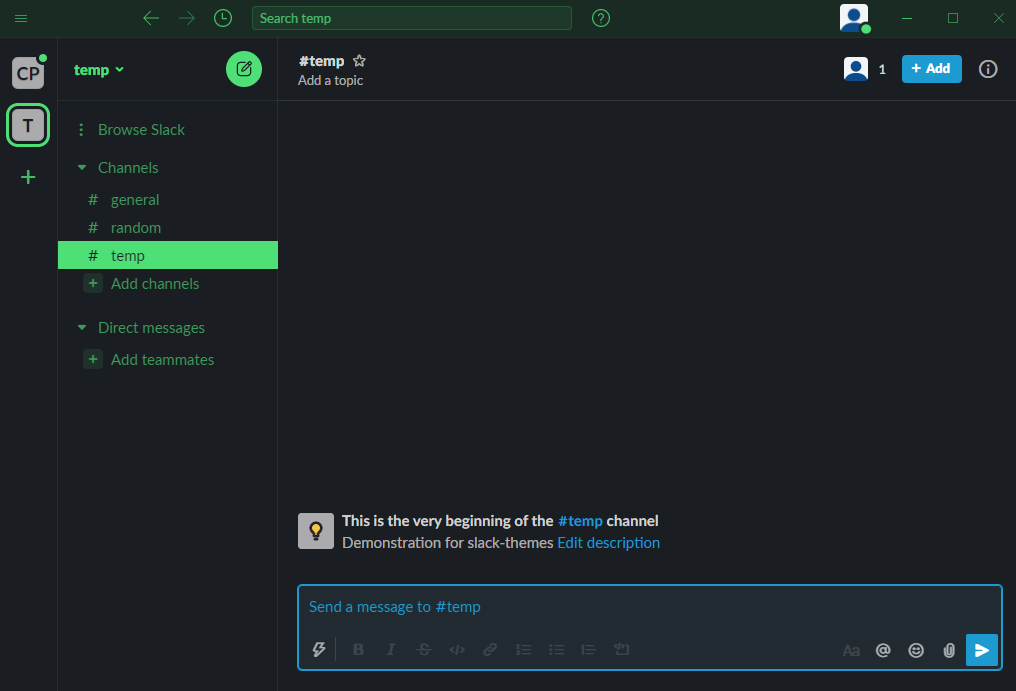 Search temp
CP
T
temp
Browse Slack
Channels
# general
# random
# temp
+ Add channels
Direct messages
+ Add teammates
#temp
Add a topic
1
+ Add
This is the very beginning of the #temp channel
Demonstration for slack-themes Edit description
Send a message to #temp
B I S </> Aa @